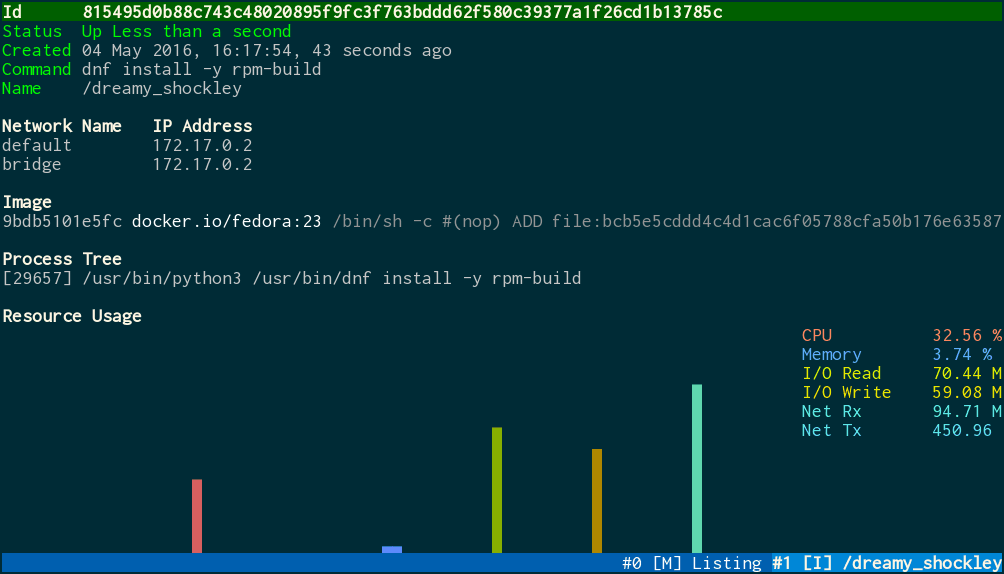 Id 815495d0b88c743c48020895f9fc3f763bddd62f580c39377a1f26cd1b13785c
Status Up Less than a second
Created 04 May 2016, 16:17:54, 43 seconds ago
Command dnf install -y rpm-build
Name /dreamy_shockley
Network Name IP Address
default 172.17.0.2
bridge 172.17.0.2
Image
9bdb5101e5fc docker.io/fedora:23 /bin/sh -c #(nop) ADD file:bcb5e5cddd4c4d1cac6f05788cfa50b176e63587
Process Tree
[29657] /usr/bin/python3 /usr/bin/dnf install -y rpm-build
Resource Usage
CPU 32.56 %
Memory 3.74 %
I/O Read 70.44 M
I/O Write 59.08 M
Net Rx 94.71 M
Net Tx 450.96
#0 [M] Listing #1 [I] /dreamy_shockley